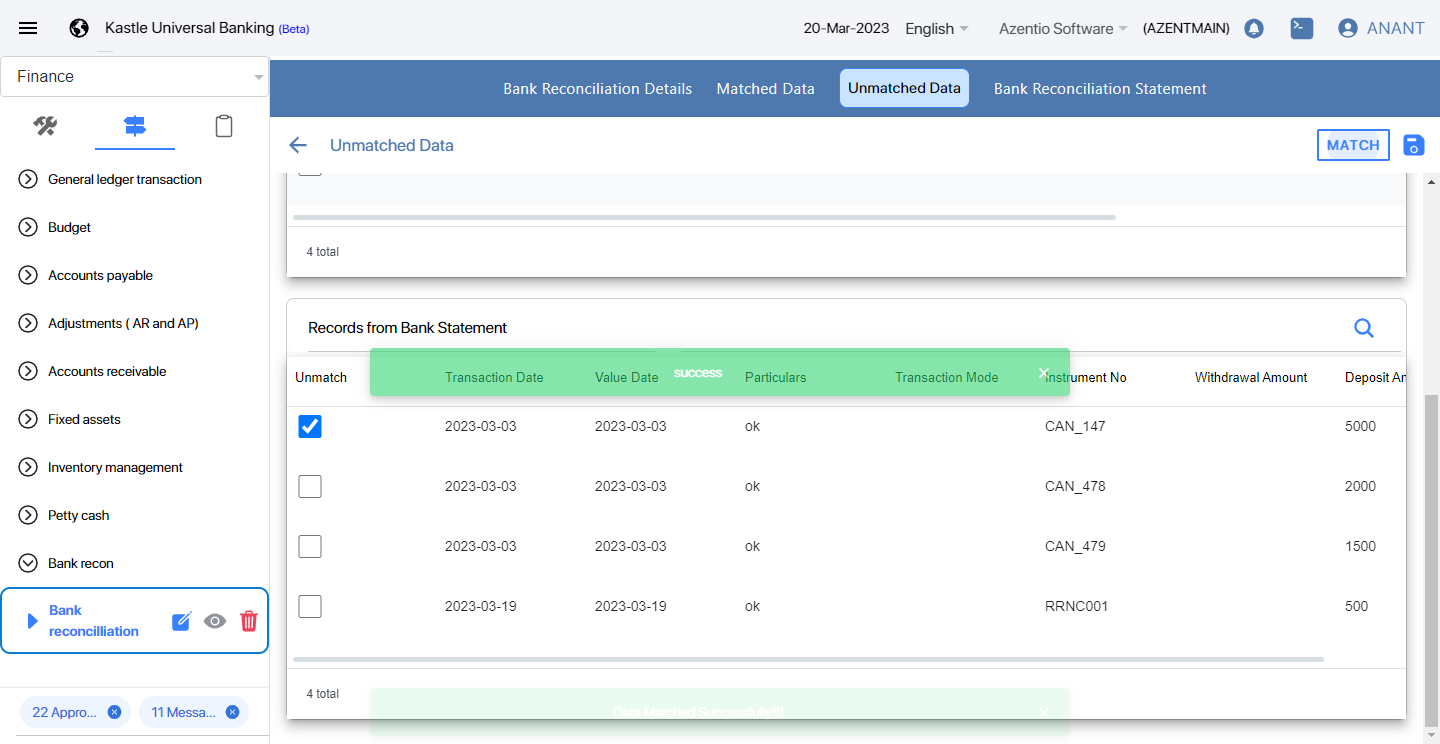 Kastle Universal Banking (Beta)
20-Mar-2023
English
Azentio Software
(AZENTMAIN)
ANANT
Finance
Bank Reconciliation Details
Matched Data
Unmatched Data
Bank Reconciliation Statement
Unmatched Data
MATCH
General ledger transaction
Budget
Accounts payable
Adjustments ( AR and AP)
Accounts receivable
Fixed assets
Inventory management
Petty cash
Bank recon
Bank
reconcilliation
22 Appro...
11 Messa...
4 total
Records from Bank Statement
success
Unmatch Transaction Date Value Date Particulars Transaction Mode Instrument No Withdrawal Amount Deposit An
2023-03-03 2023-03-03 ok CAN_147 5000
2023-03-03 2023-03-03 ok CAN_478 2000
2023-03-03 2023-03-03 ok CAN_479 1500
2023-03-19 2023-03-19 ok RRNC001 500
4 total
Data Matched Successfully!!!